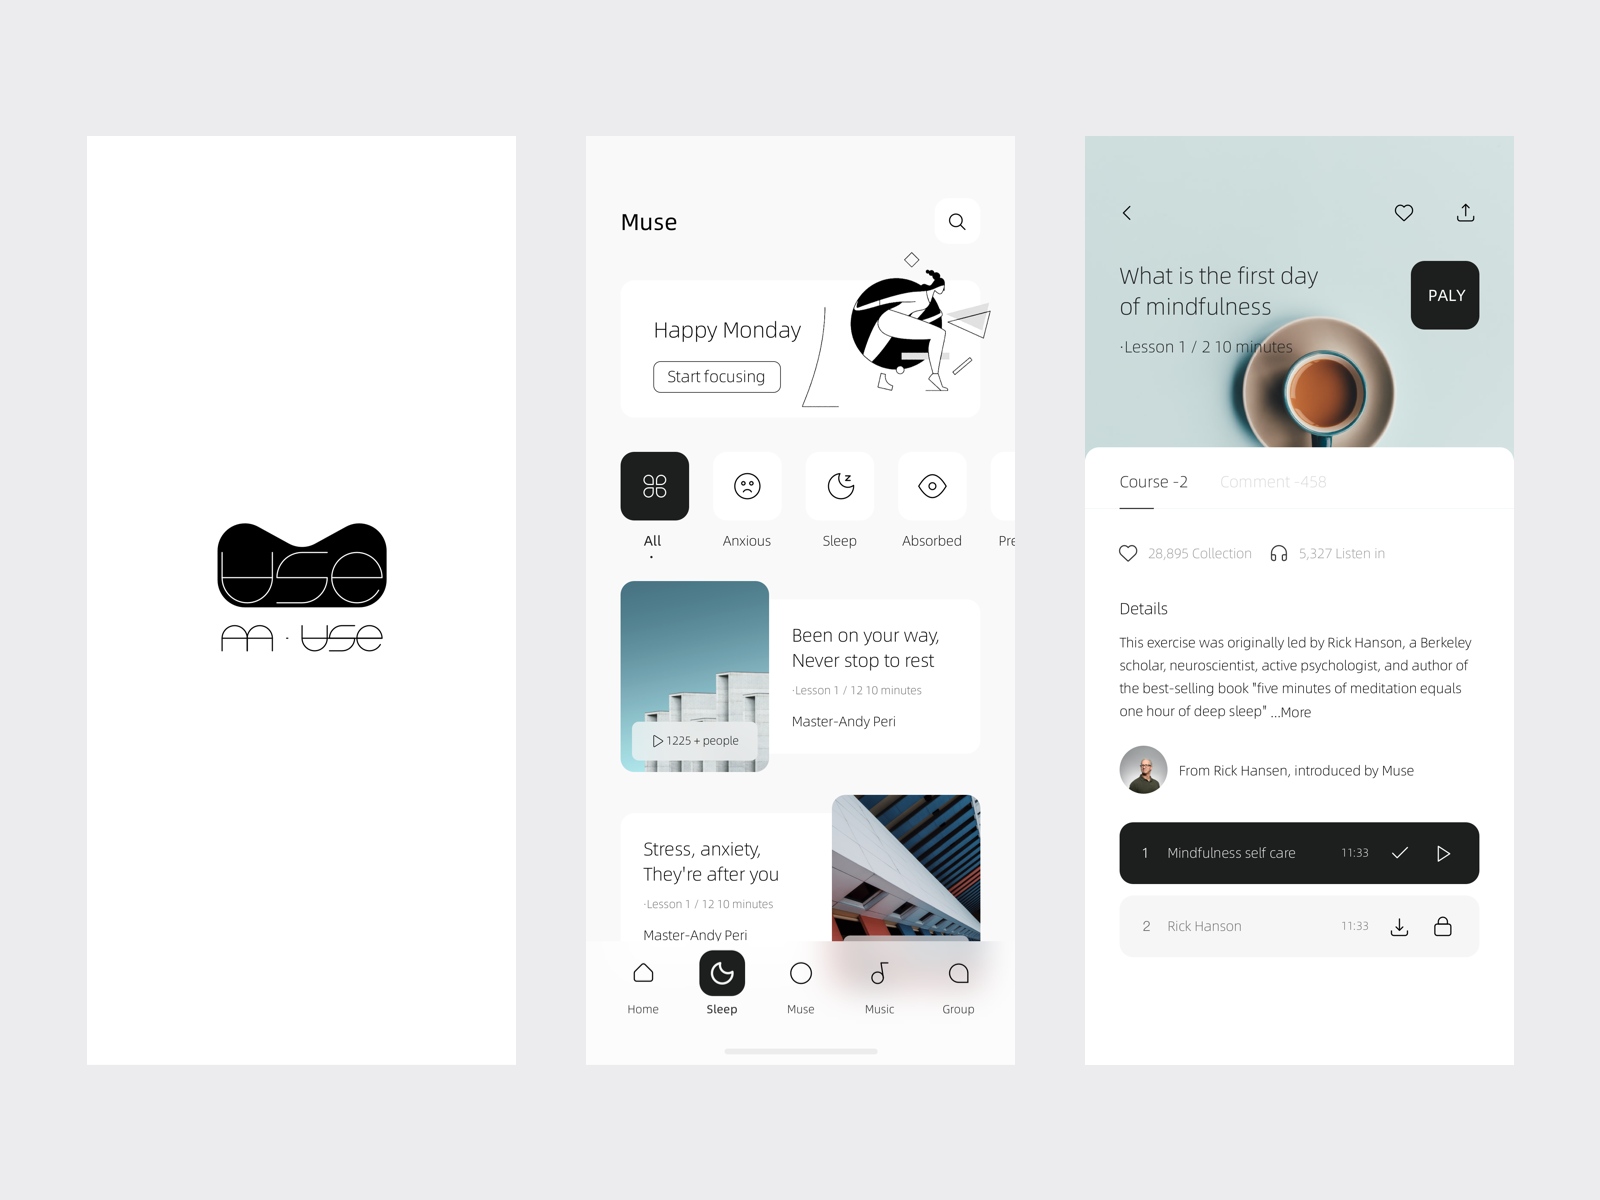 use
m · use
Muse
Happy Monday
Start focusing
All
Anxious
Sleep
Absorbed
Pre
Been on your way,
Never stop to rest
·Lesson 1 / 12 10 minutes
Master-Andy Peri
1225 + people
Stress, anxiety,
They're after you
·Lesson 1 / 12 10 minutes
Master-Andy Peri
Home
Sleep
Muse
Music
Group
What is the first day
of mindfulness
PALY
·Lesson 1 / 2 10 minutes
Course -2
Comment -458
28,895 Collection
5,327 Listen in
Details
This exercise was originally led by Rick Hanson, a Berkeley
scholar, neuroscientist, active psychologist, and author of
the best-selling book "five minutes of meditation equals
one hour of deep sleep" ...More
From Rick Hansen, introduced by Muse
1 Mindfulness self care 11:33
2 Rick Hanson 11:33